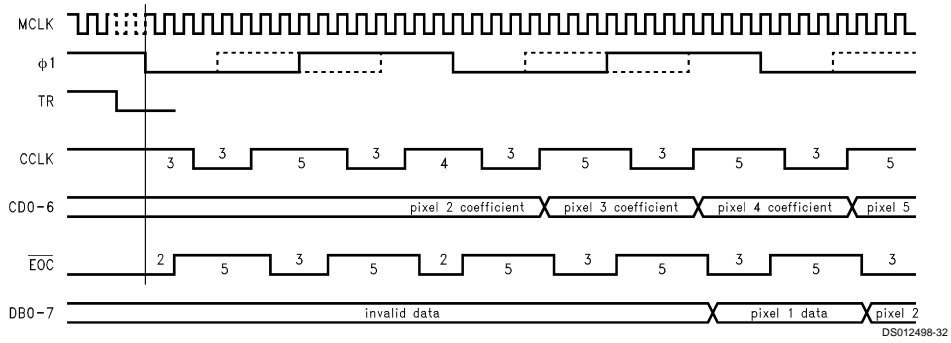 MCLK
ϕ1
TR
CCLK 3 3 5 3 4 3 5 3 5 3 5
CD0-6 pixel 2 coefficient pixel 3 coefficient pixel 4 coefficient pixel 5
EOC 2 5 3 5 2 5 3 5 3 5 3
DB0-7 invalid data pixel 1 data pixel 2
DS012498-32